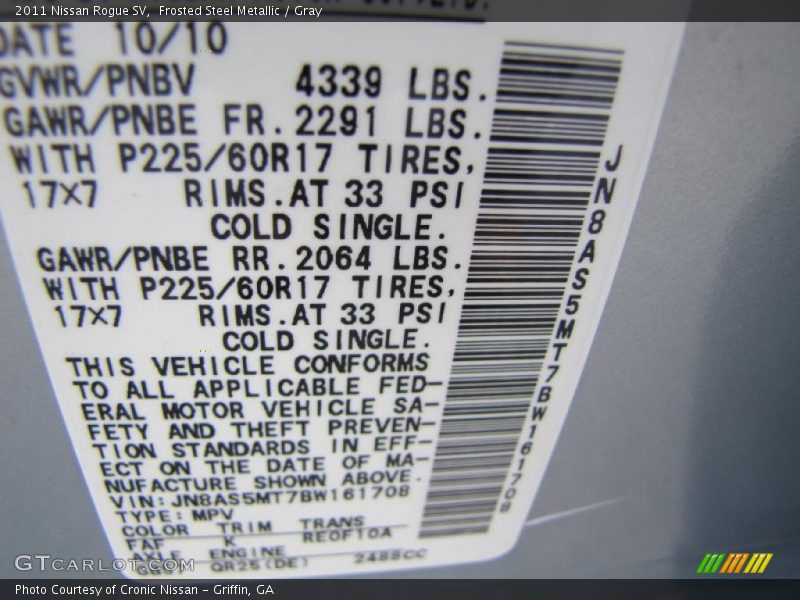 2011 Nissan Rogue SV, Frosted Steel Metallic / Gray
DATE 10/10
GVWR/PNBV 4339 LBS.
GAWR/PNBE FR. 2291 LBS.
WITH P225/60R17 TIRES,
17x7 RIMS. AT 33 PSI
COLD SINGLE.
GAWR/PNBE RR. 2064 LBS.
WITH P225/60R17 TIRES,
17x7 RIMS. AT 33 PSI
COLD SINGLE.
THIS VEHICLE CONFORMS
TO ALL APPLICABLE FED-
ERAL MOTOR VEHICLE SA-
FETY AND THEFT PREVEN-
TION STANDARDS IN EFF-
ECT ON THE DATE OF MA-
NUFACTURE SHOWN ABOVE.
VIN: JN8AS5MT7BW161708
TYPE: MPV
COLOR TRIM TRANS
FAF K RE0F10A
AXLE ENGINE
QR25(DE) 2488CC
JN8AS5MT7BW161708
GTCARLOT.COM
Photo Courtesy of Cronic Nissan - Griffin, GA